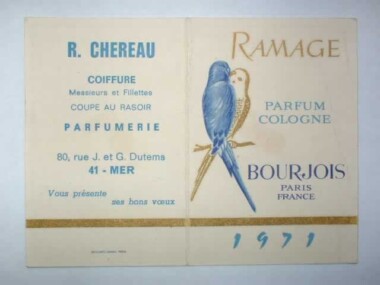 R. CHEREAU
COIFFURE
Messieurs et Fillettes
COUPE AU RASOIR
PARFUMERIE
80, rue J. et G. Dutems
41 - MER
Vous présente
ses bons vœux
RAMAGE
PARFUM
COLOGNE
BOURJOIS
PARIS
FRANCE
1971